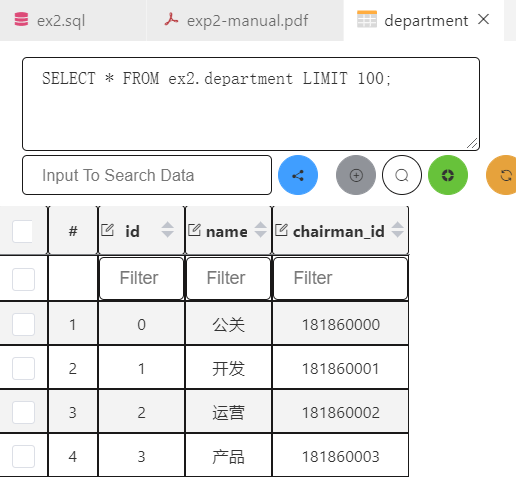 ex2.sql exp2-manual.pdf department
SELECT * FROM ex2.department LIMIT 100;
Input To Search Data
# id name chairman_id
Filter Filter Filter
1 0 公关 181860000
2 1 开发 181860001
3 2 运营 181860002
4 3 产品 181860003